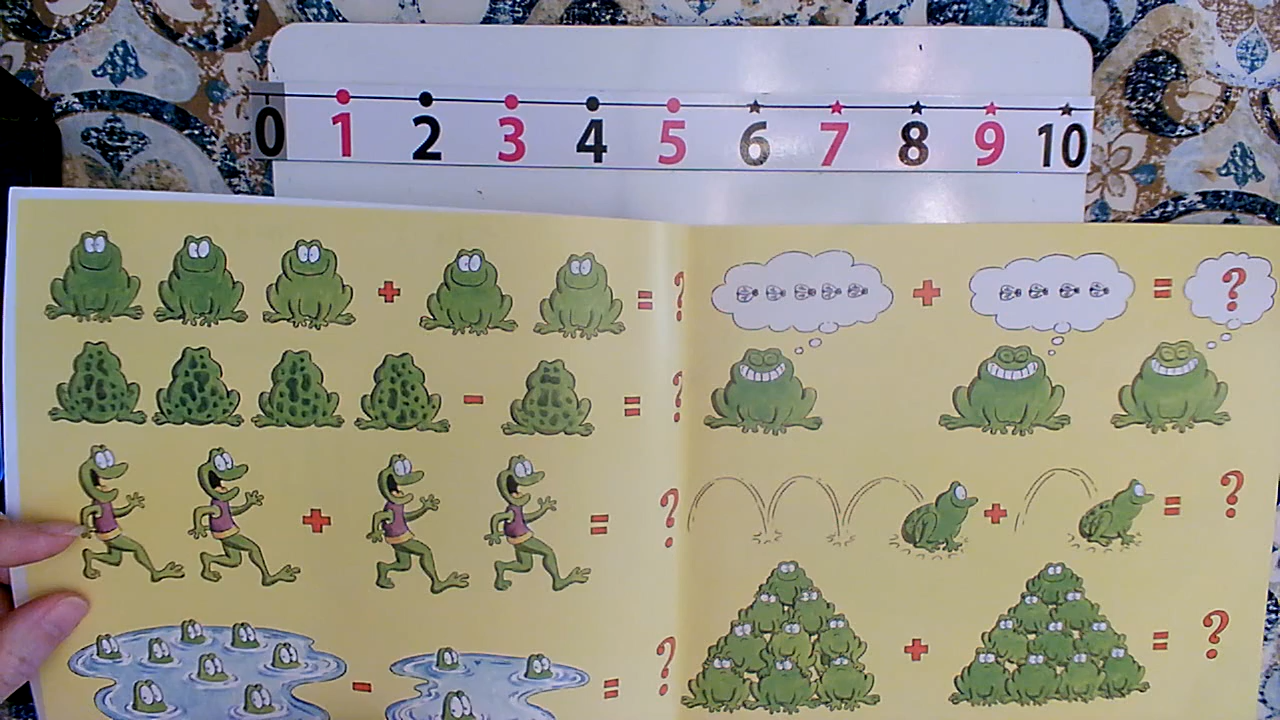 0 1 2 3 4 5 6 7 8 9 10
+ = ?
+ = ?
- = ?
+ = ?
+ = ?
- = ?
+ = ?